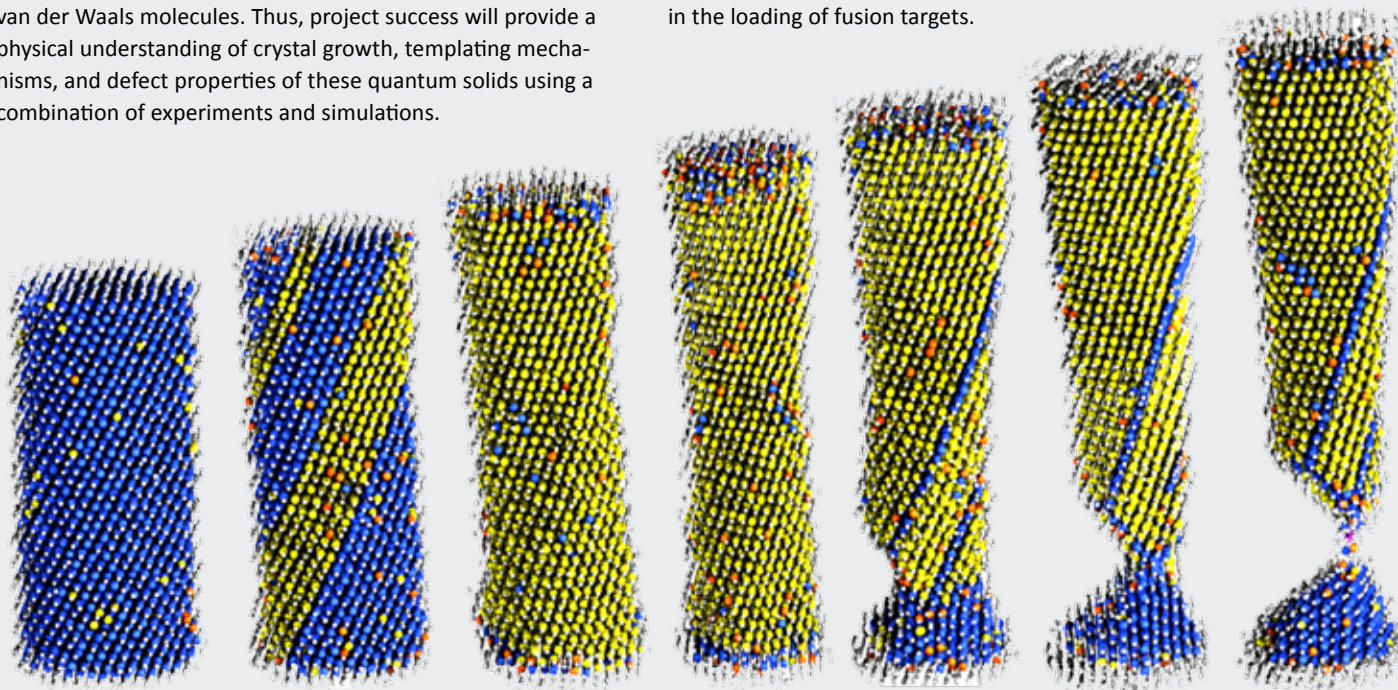 van der Waals molecules. Thus, project success will provide a
physical understanding of crystal growth, templating mecha-
nisms, and defect properties of these quantum solids using a
combination of experiments and simulations.
in the loading of fusion targets.